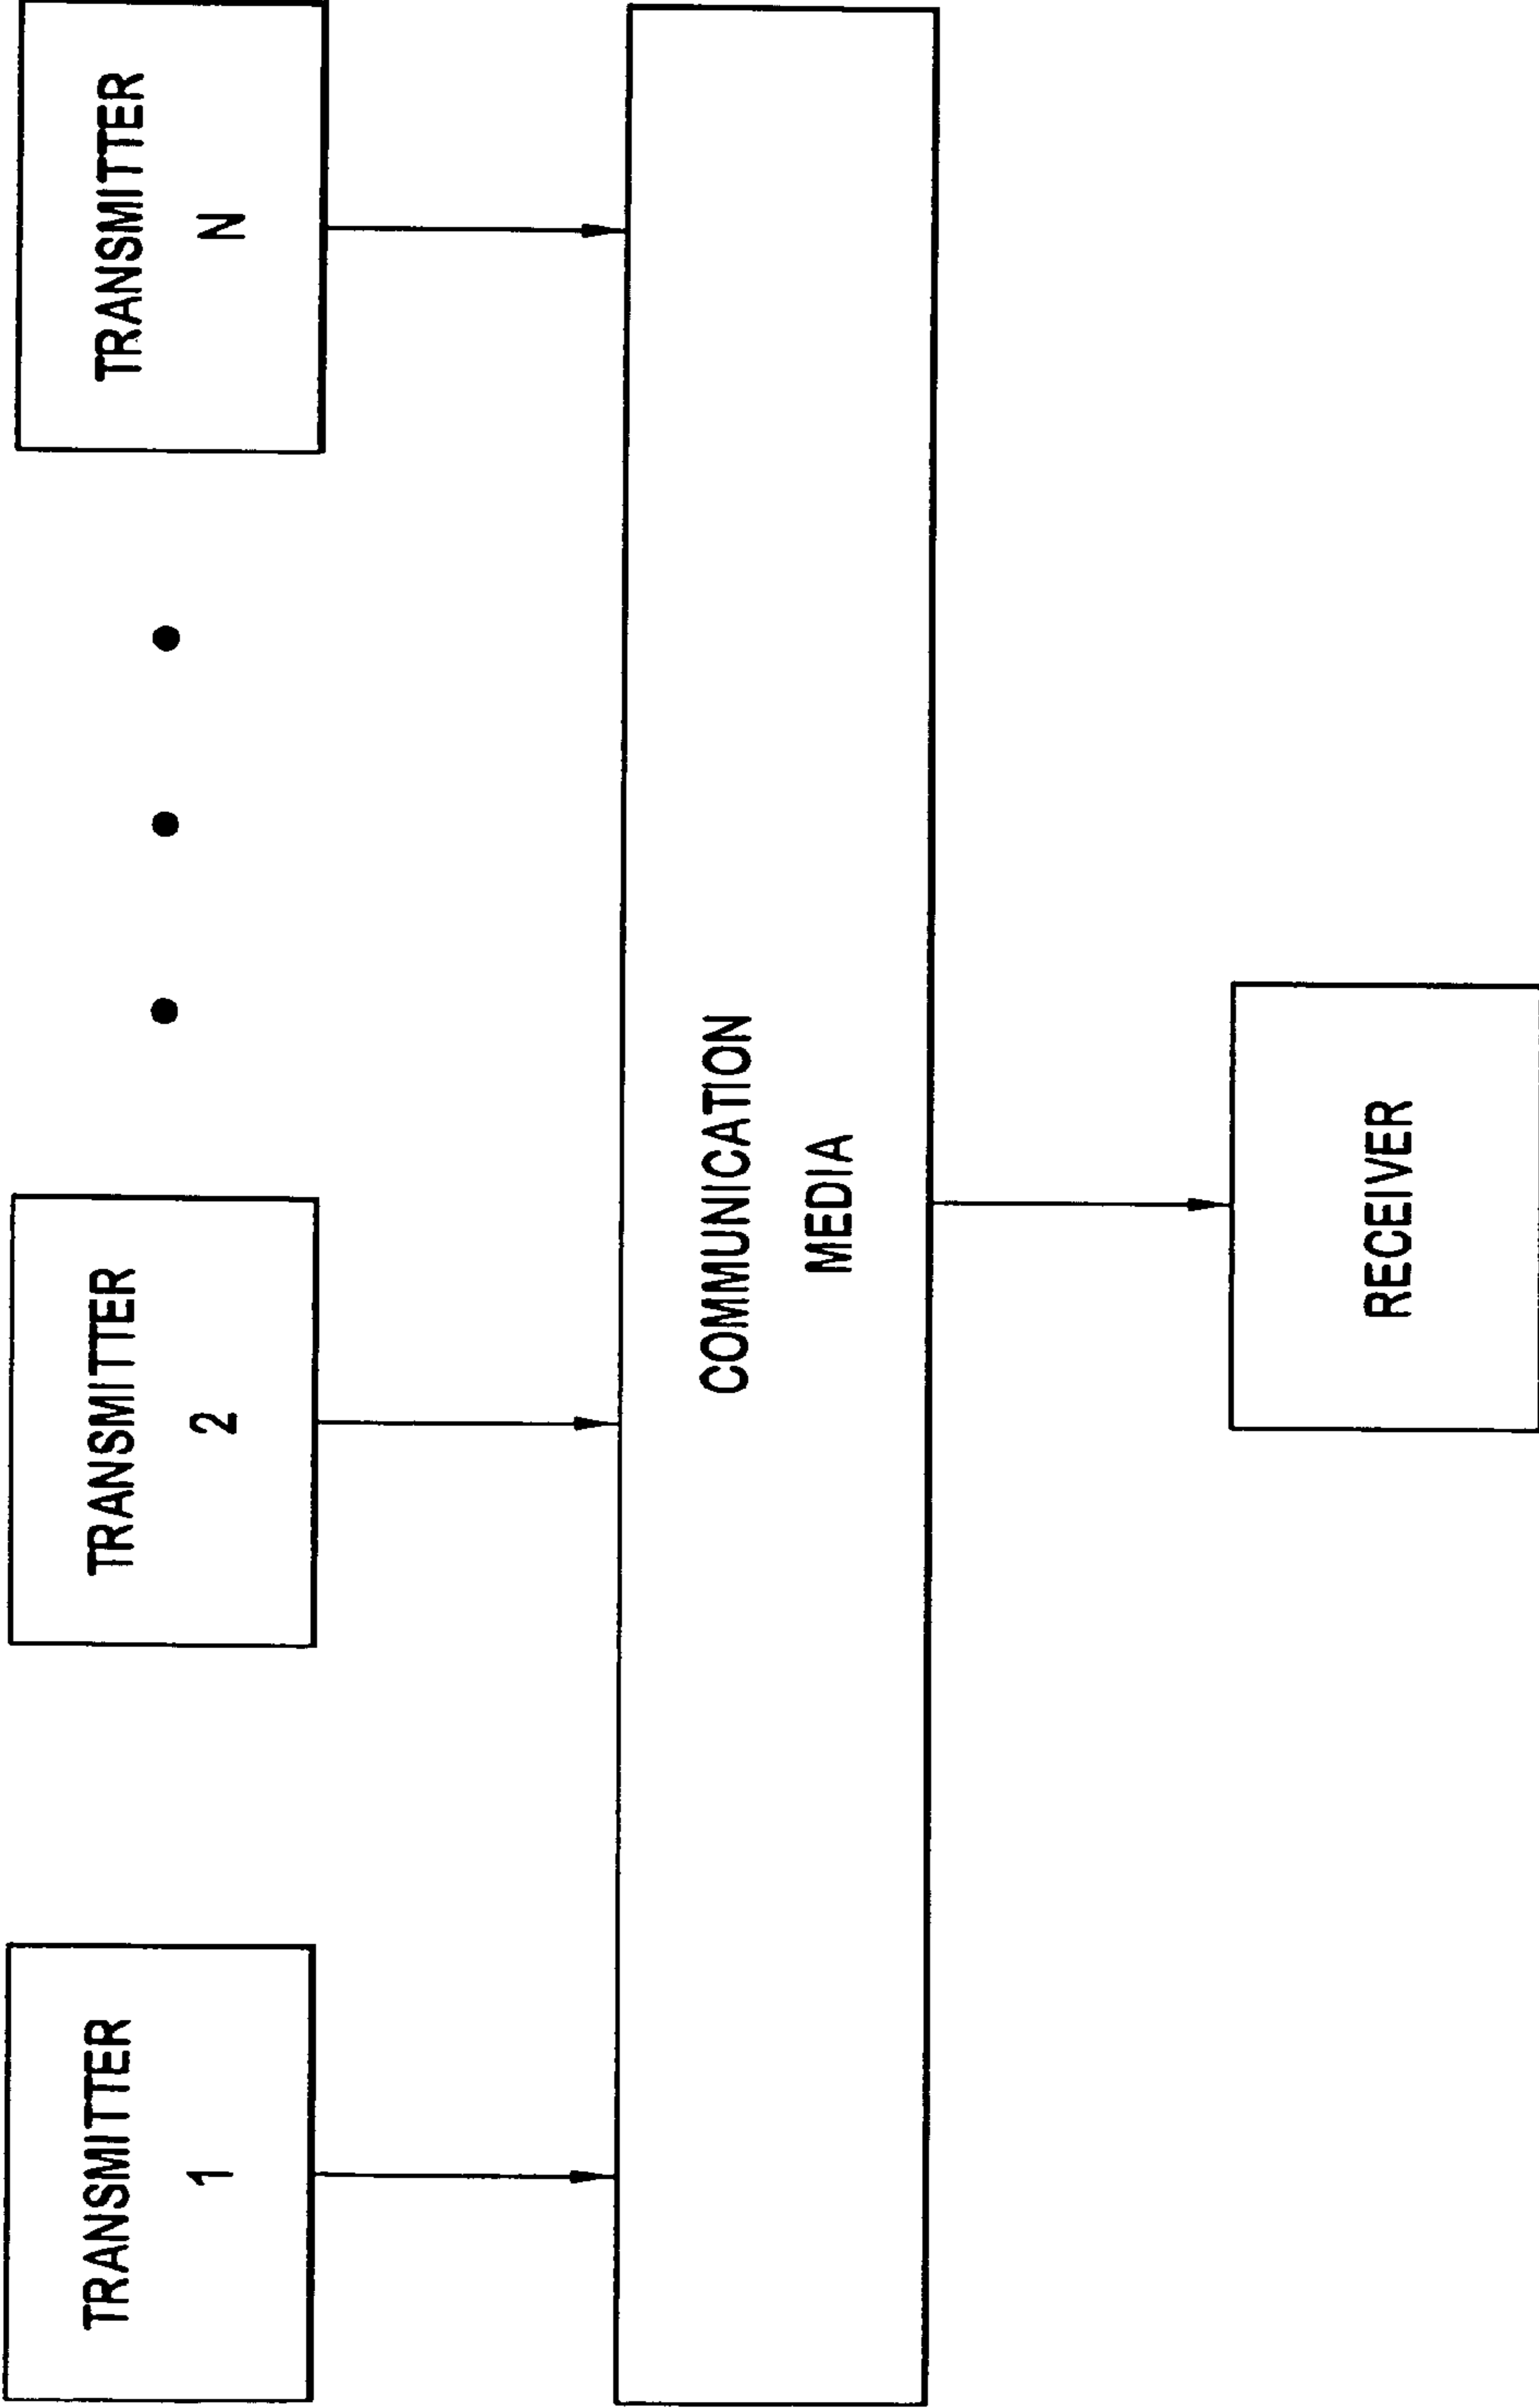 TRANSMITTER
1
TRANSMITTER
2
TRANSMITTER
N
COMMUNICATION
MEDIA
RECEIVER